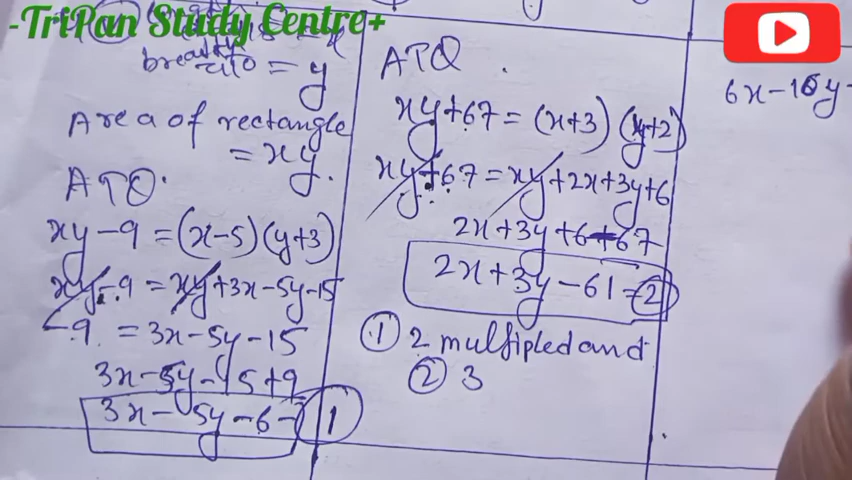 -TriPan Study Centre+
breadth = y
Area of rectangle
= xy.
ATQ.
xy-9 = (x-5) (y+3)
xy-9 = xy+3x-5y-15
-9 = 3x-5y-15
3x-5y-15+9
3x-5y-6- 1
ATQ
xy+67 = (x+3) (y+2)
xy+67 = xy+2x+3y+6
2x+3y+6-67
2x+3y-61=2
1 2 multipled and
2 3
6x-10y-